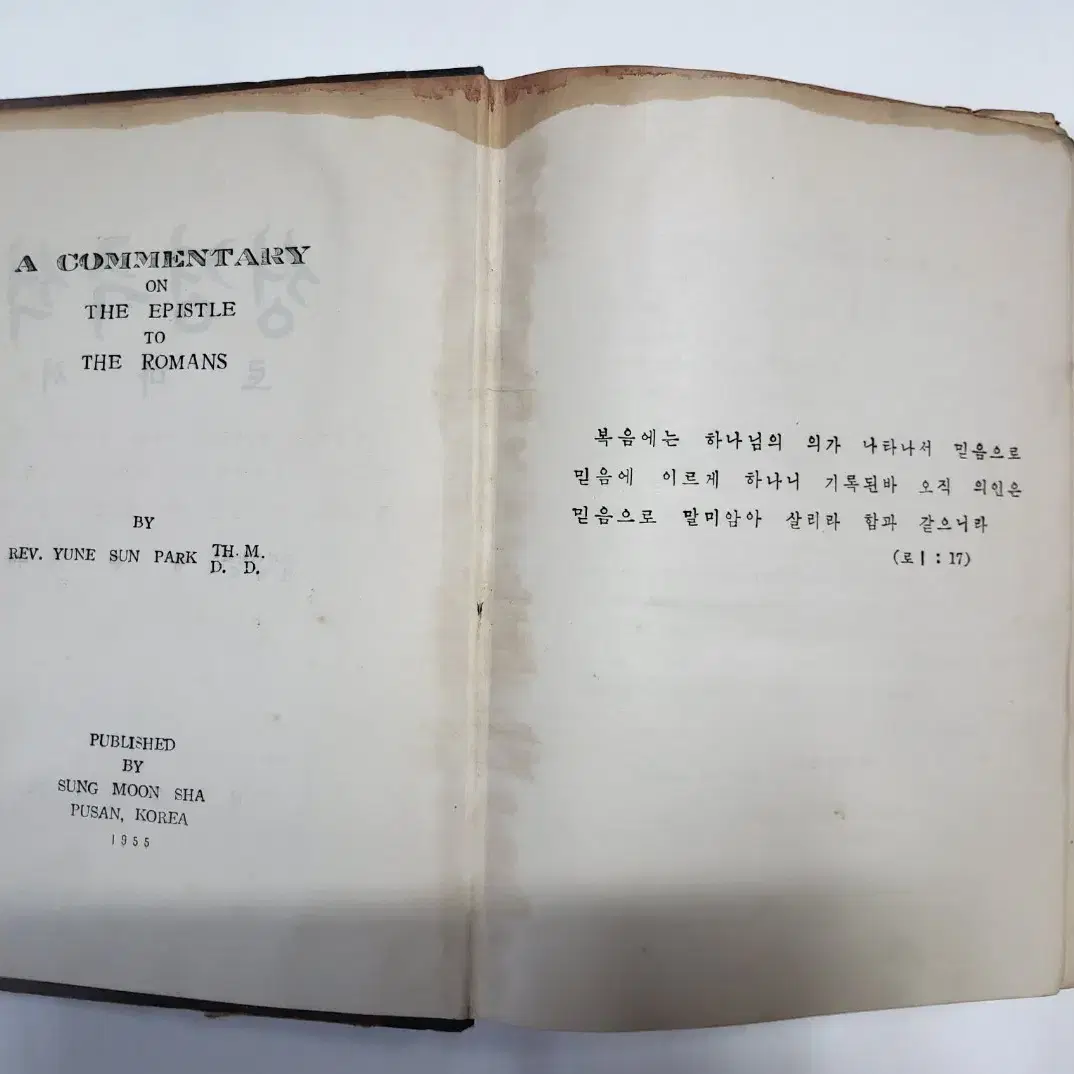 A COMMENTARY
ON
THE EPISTLE
TO
THE ROMANS
BY
REV. YUNE SUN PARK TH. M.
D. D.
PUBLISHED
BY
SUNG MOON SHA
PUSAN, KOREA
1955
복음에는 하나님의 의가 나타나서 믿음으로
믿음에 이르게 하나니 기록된바 오직 의인은
믿음으로 말미암아 살리라 함과 같으니라
(로 I : 17)